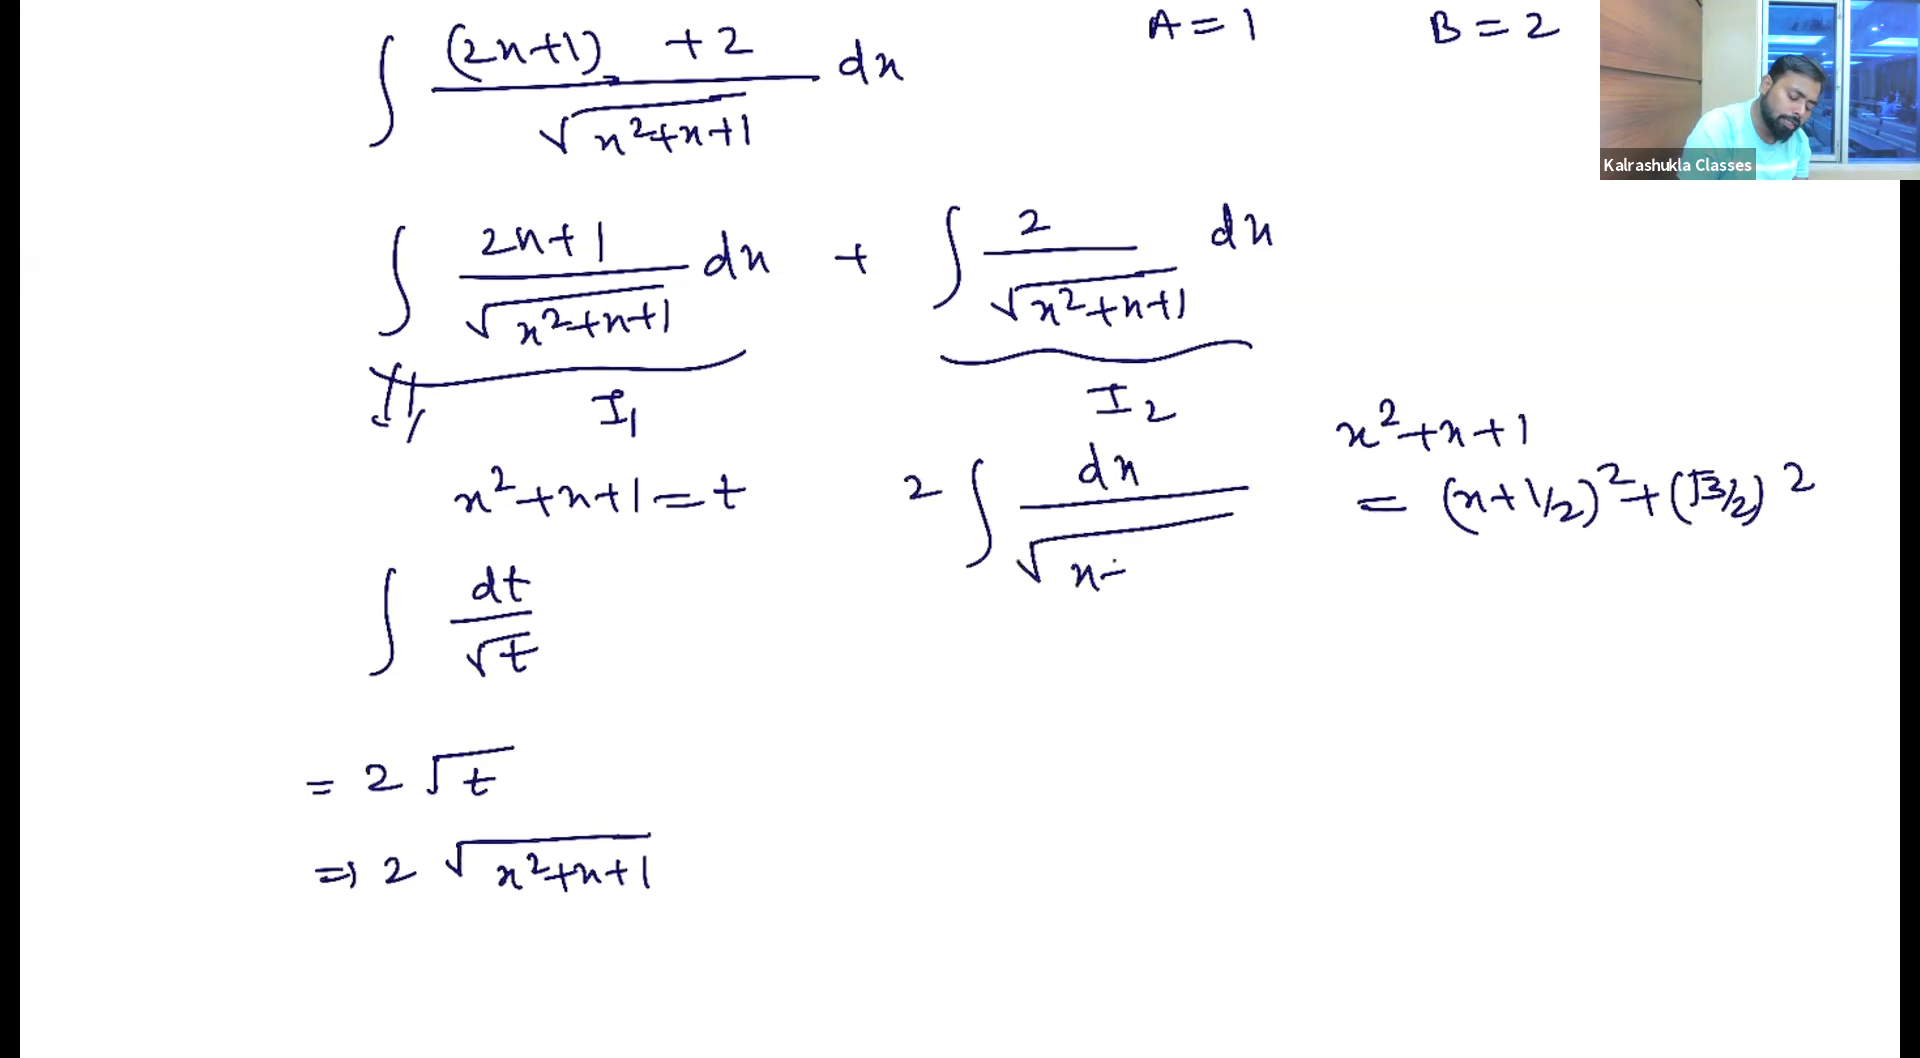 ∫ (2x+1) + 2 / √(x²+x+1) dx    A = 1    B = 2
Kalrashukla Classes
∫ 2x+1 / √(x²+x+1) dx + ∫ 2 / √(x²+x+1) dx
I₁    I₂
x²+x+1 = t    2 ∫ dx / √(x+    x²+x+1
= (x+1/2)² + (√3/2)²
∫ dt / √t
= 2 √t
⇒ 2 √(x²+x+1)